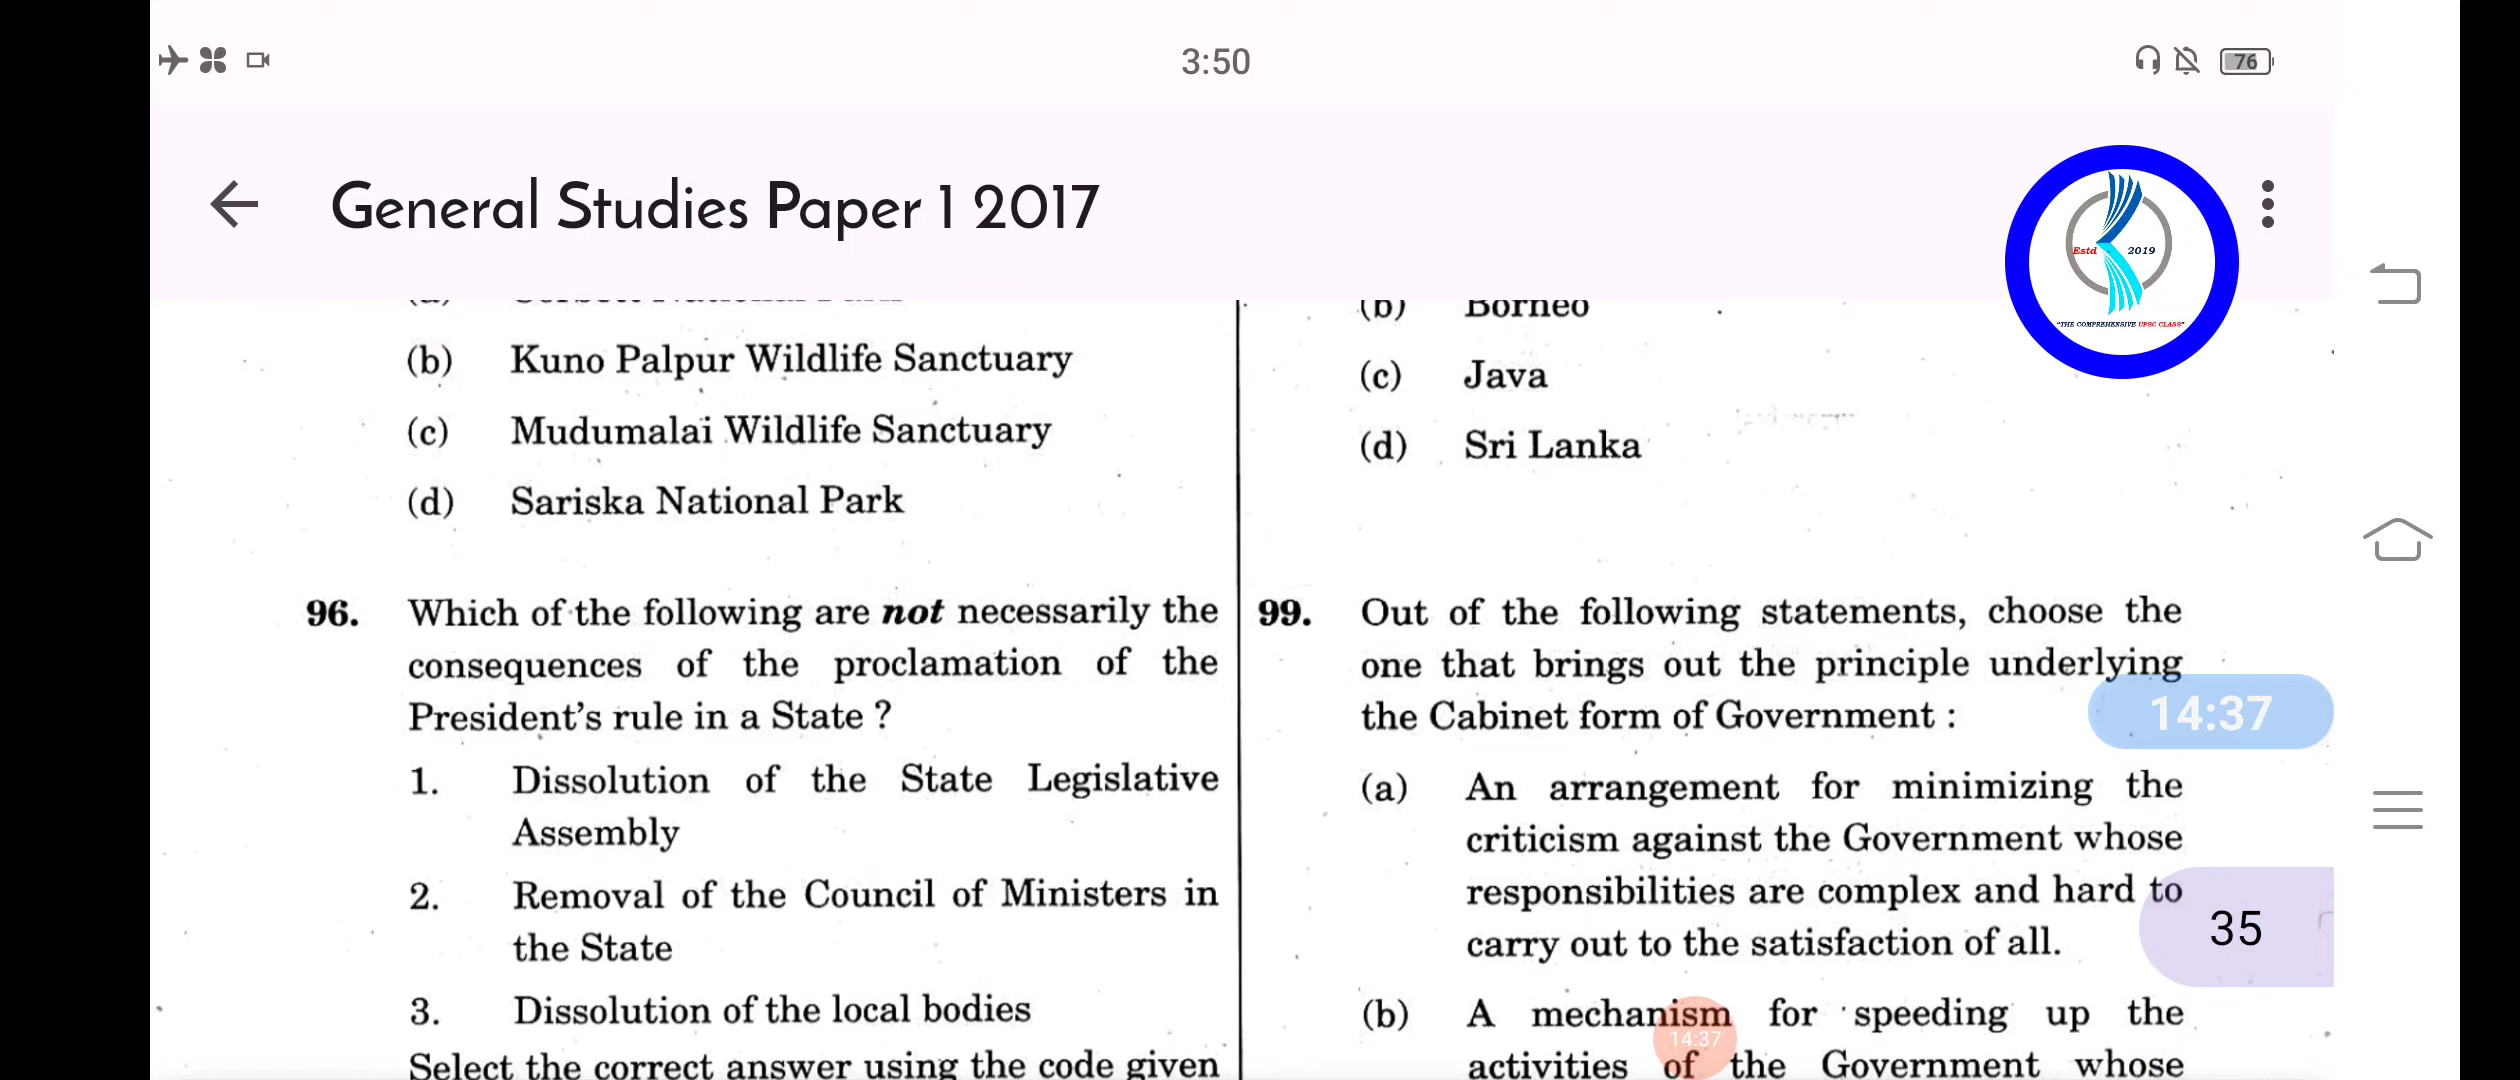 3:50
76
General Studies Paper 1 2017
Estd 2019
"THE COMPREHENSIVE UPSC CLASS"
(b) Kuno Palpur Wildlife Sanctuary
(c) Mudumalai Wildlife Sanctuary
(d) Sariska National Park
96. Which of the following are not necessarily the
consequences of the proclamation of the
President's rule in a State ?
1. Dissolution of the State Legislative
Assembly
2. Removal of the Council of Ministers in
the State
3. Dissolution of the local bodies
Select the correct answer using the code given
(b) Borneo
(c) Java
(d) Sri Lanka
99. Out of the following statements, choose the
one that brings out the principle underlying
the Cabinet form of Government :
14:37
(a) An arrangement for minimizing the
criticism against the Government whose
responsibilities are complex and hard to
carry out to the satisfaction of all.
35
(b) A mechanism for speeding up the
14:37
activities of the Government whose